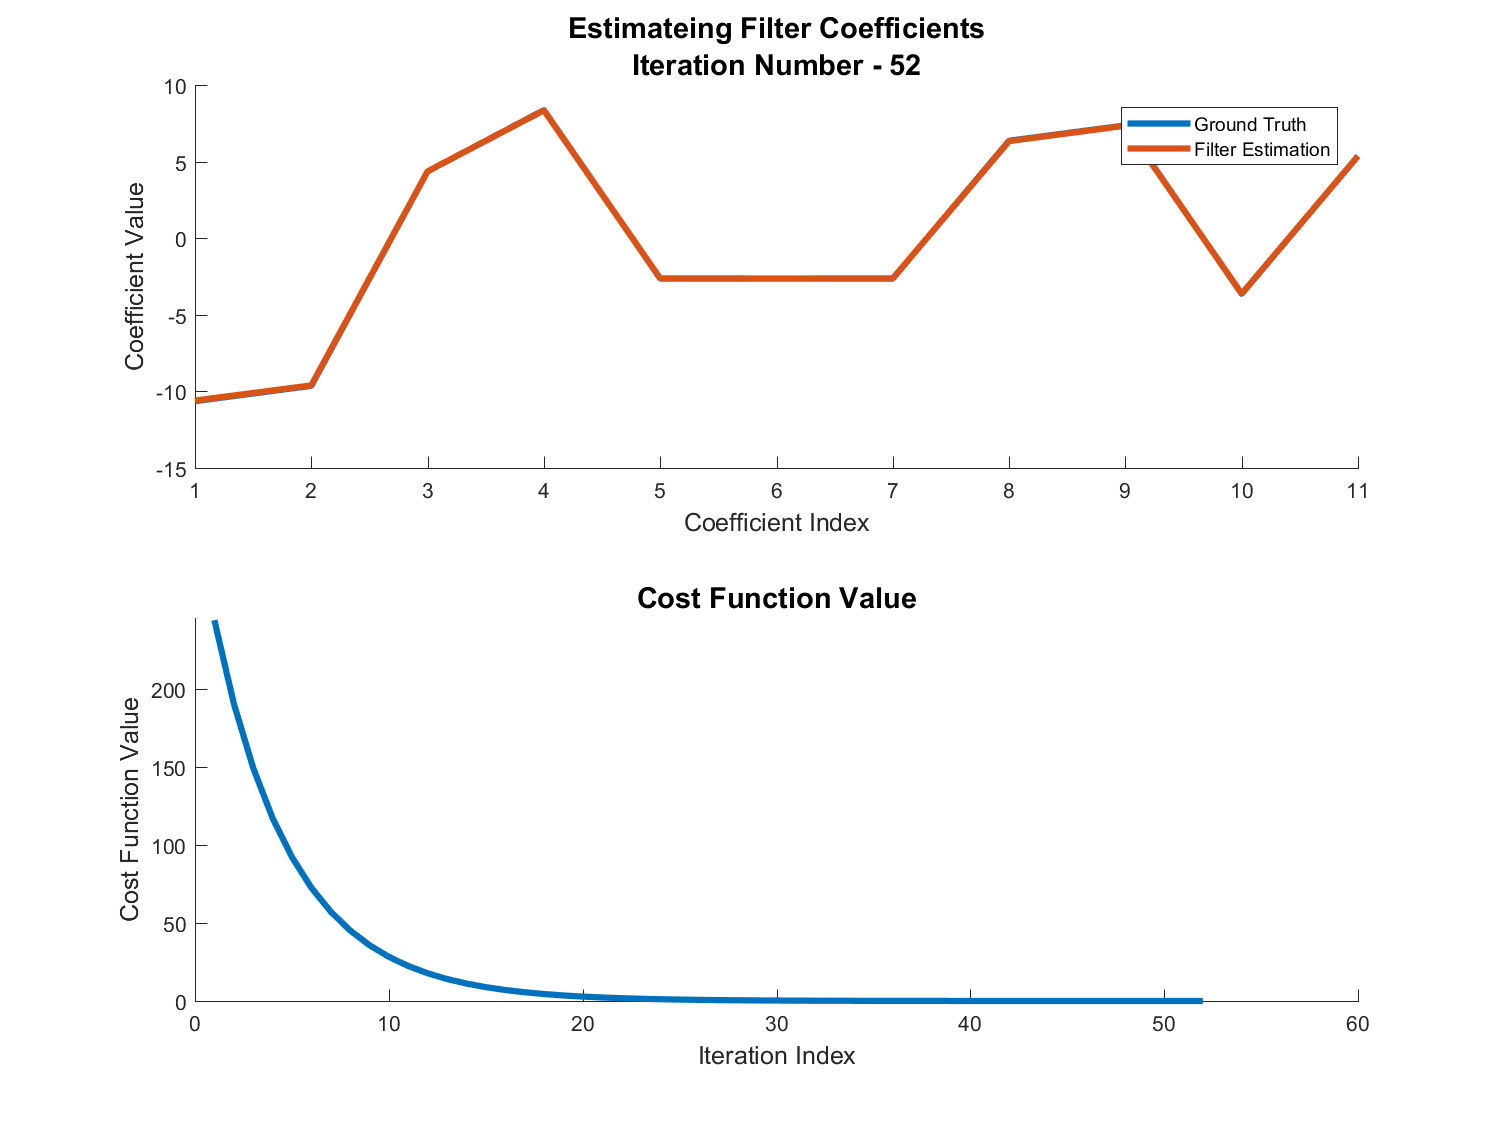 Estimateing Filter Coefficients
Iteration Number - 52
10
5
0
-5
-10
-15
Coefficient Value
Ground Truth
Filter Estimation
1 2 3 4 5 6 7 8 9 10 11
Coefficient Index
Cost Function Value
200
150
100
50
0
Cost Function Value
0 10 20 30 40 50 60
Iteration Index